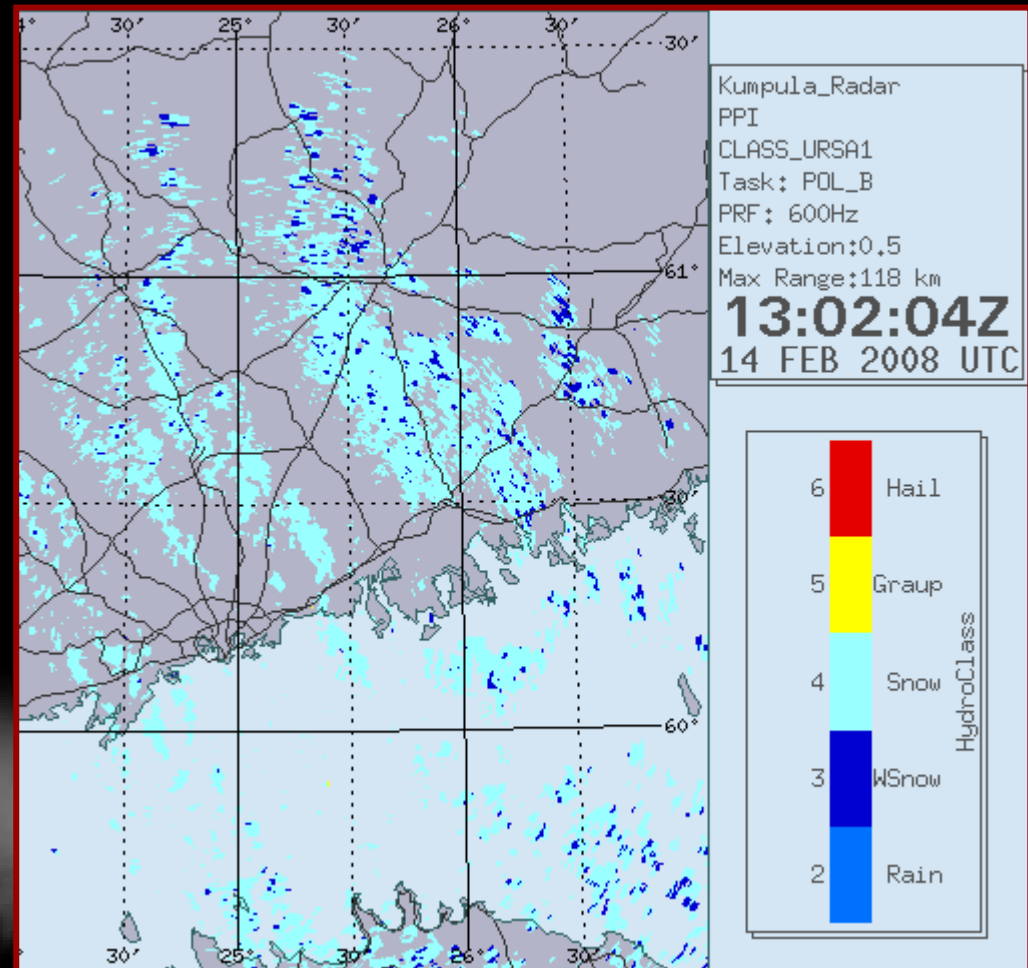 4° 30' 25° 30' 26° 30'
30'
61°
30'
60°
30' 25° 30' 26° 30'
Kumpula_Radar
PPI
CLASS_URSA1
Task: POL_B
PRF: 600Hz
Elevation:0.5
Max Range:118 km
13:02:04Z
14 FEB 2008 UTC
6 Hail
5 Graup
4 Snow
3 WSnow
2 Rain
HydroClass